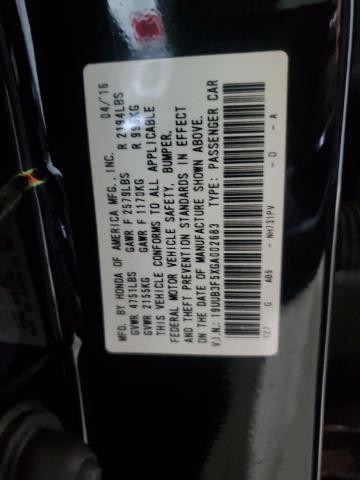 MFD. BY HONDA OF AMERICA MFG., INC. 04/'16
GVWR 4751LBS GAWR F 2579LBS R 2194LBS
GVWR 2155KG GAWR F 1170KG R 995KG
THIS VEHICLE CONFORMS TO ALL APPLICABLE
FEDERAL MOTOR VEHICLE SAFETY, BUMPER,
AND THEFT PREVENTION STANDARDS IN EFFECT
ON THE DATE OF MANUFACTURE SHOWN ABOVE.
V.I.N.: 19UUB3F5XGA002683 TYPE: PASSENGER CAR
TZ3 G AB9 - NH731PV - D - A